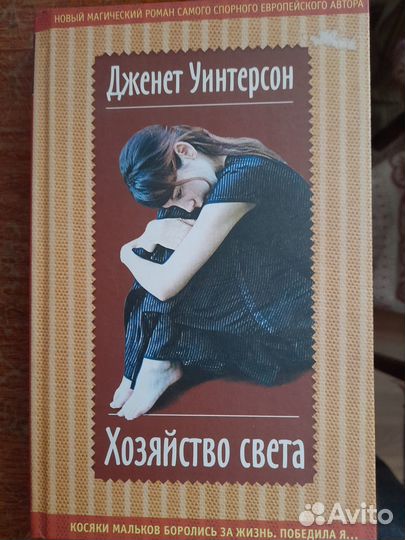 НОВЫЙ МАГИЧЕСКИЙ РОМАН САМОГО СПОРНОГО ЕВРОПЕЙСКОГО АВТОРА
Дженет Уинтерсон
Хозяйство света
КОСЯКИ МАЛЬКОВ БОРОЛИСЬ ЗА ЖИЗНЬ. ПОБЕДИЛА Я...
Avito